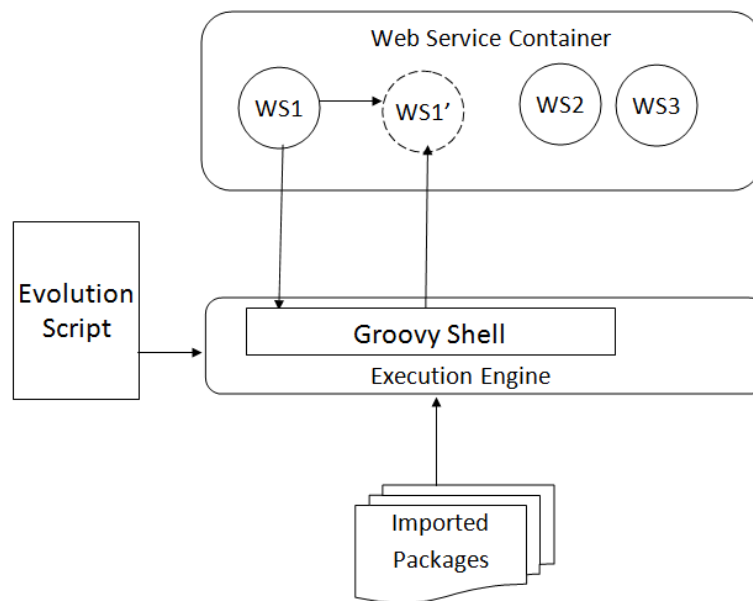 Web Service Container
WS1
WS1’
WS2
WS3
Evolution
Script
Groovy Shell
Execution Engine
Imported
Packages